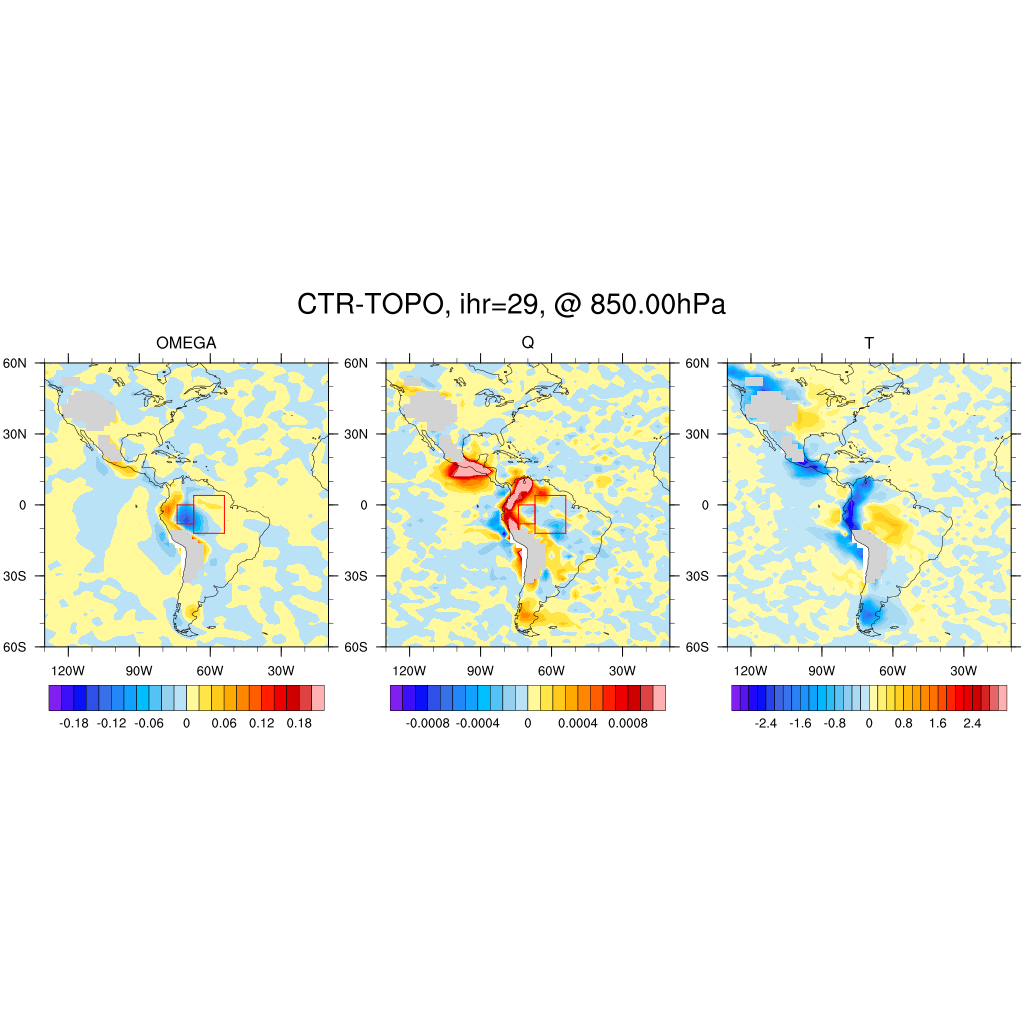 CTR-TOPO, ihr=29, @ 850.00hPa
OMEGA Q T
60N 60N 60N
30N 30N 30N
0 0 0
30S 30S 30S
60S 60S 60S
120W 90W 60W 30W 120W 90W 60W 30W 120W 90W 60W 30W
-0.18 -0.12 -0.06 0 0.06 0.12 0.18 -0.0008 -0.0004 0 0.0004 0.0008 -2.4 -1.6 -0.8 0 0.8 1.6 2.4